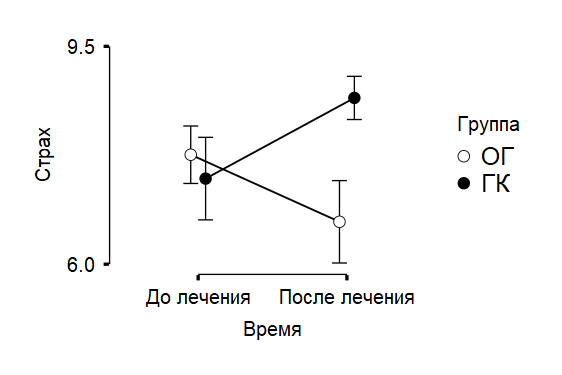 9.5
Страх
6.0
До лечения После лечения
Время
Группа
ОГ
ГК